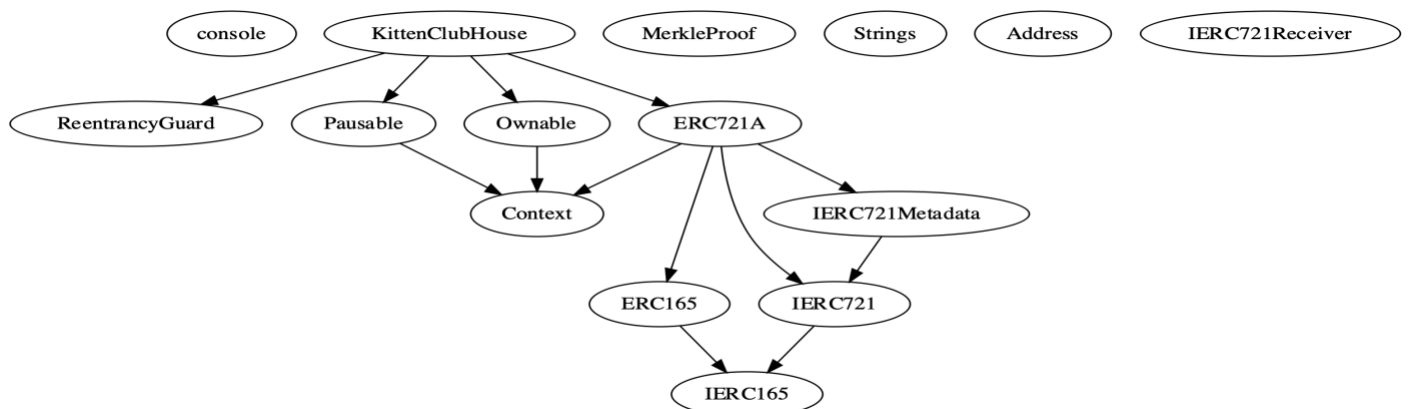 console
KittenClubHouse
MerkleProof
Strings
Address
IERC721Receiver
ReentrancyGuard
Pausable
Ownable
ERC721A
Context
IERC721Metadata
ERC165
IERC721
IERC165